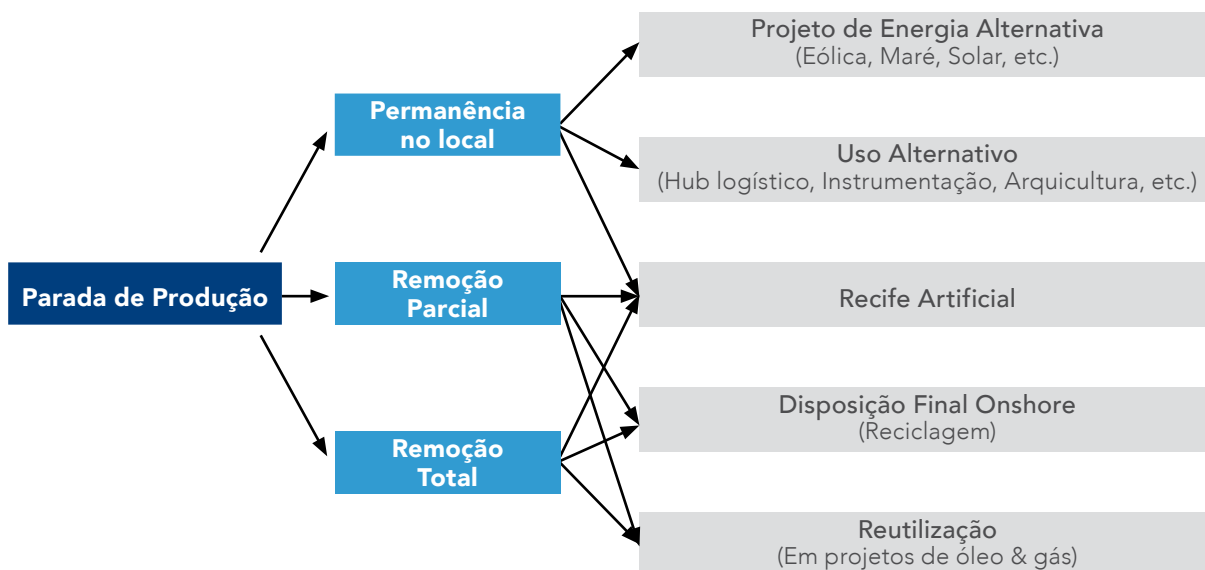 Parada de Produção
Permanência
no local
Remoção
Parcial
Remoção
Total
Projeto de Energia Alternativa
(Eólica, Maré, Solar, etc.)
Uso Alternativo
(Hub logístico, Instrumentação, Arquicultura, etc.)
Recife Artificial
Disposição Final Onshore
(Reciclagem)
Reutilização
(Em projetos de óleo & gás)